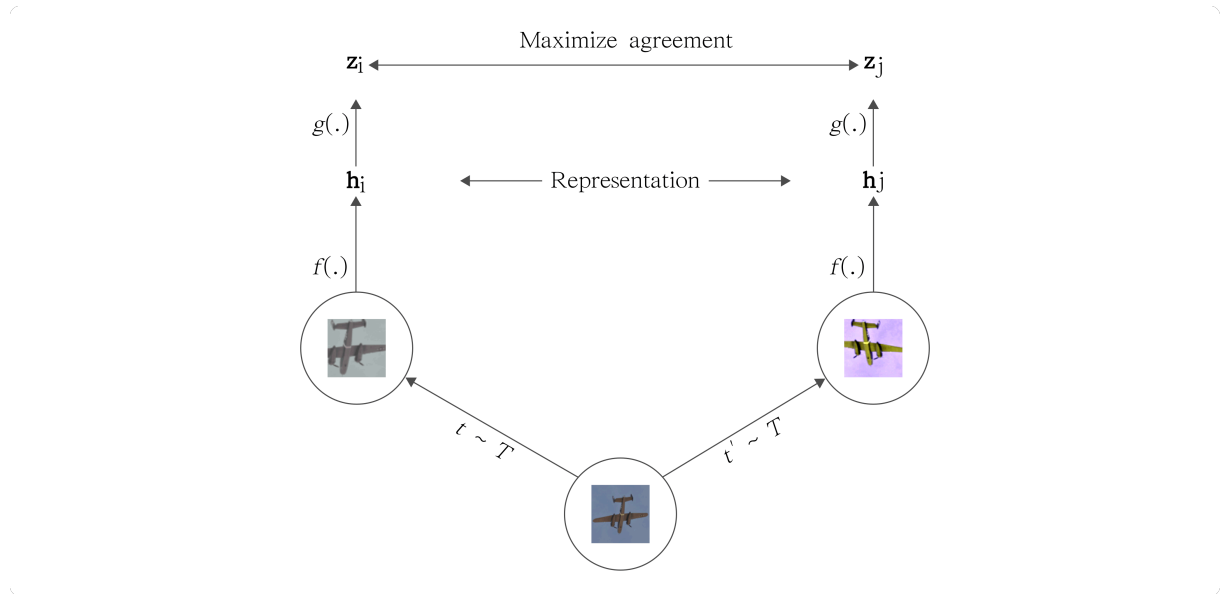 Maximize agreement
zi
zj
g(.)
g(.)
hi
Representation
hj
f(.)
f(.)
t ~ T
t' ~ T